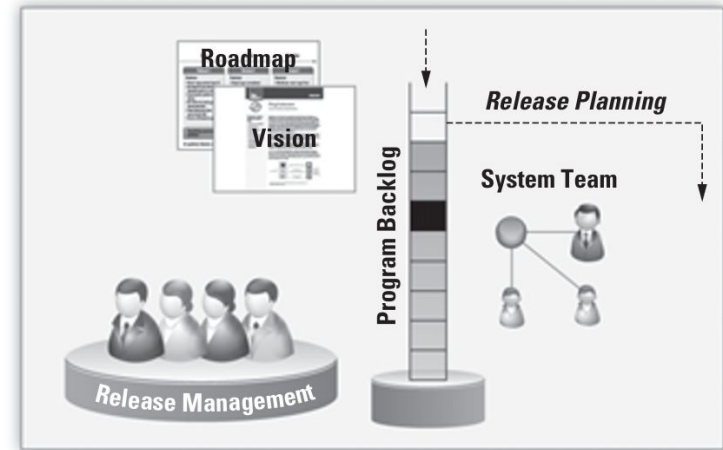 Roadmap
Vision
Program Backlog
Release Planning
System Team
Release Management